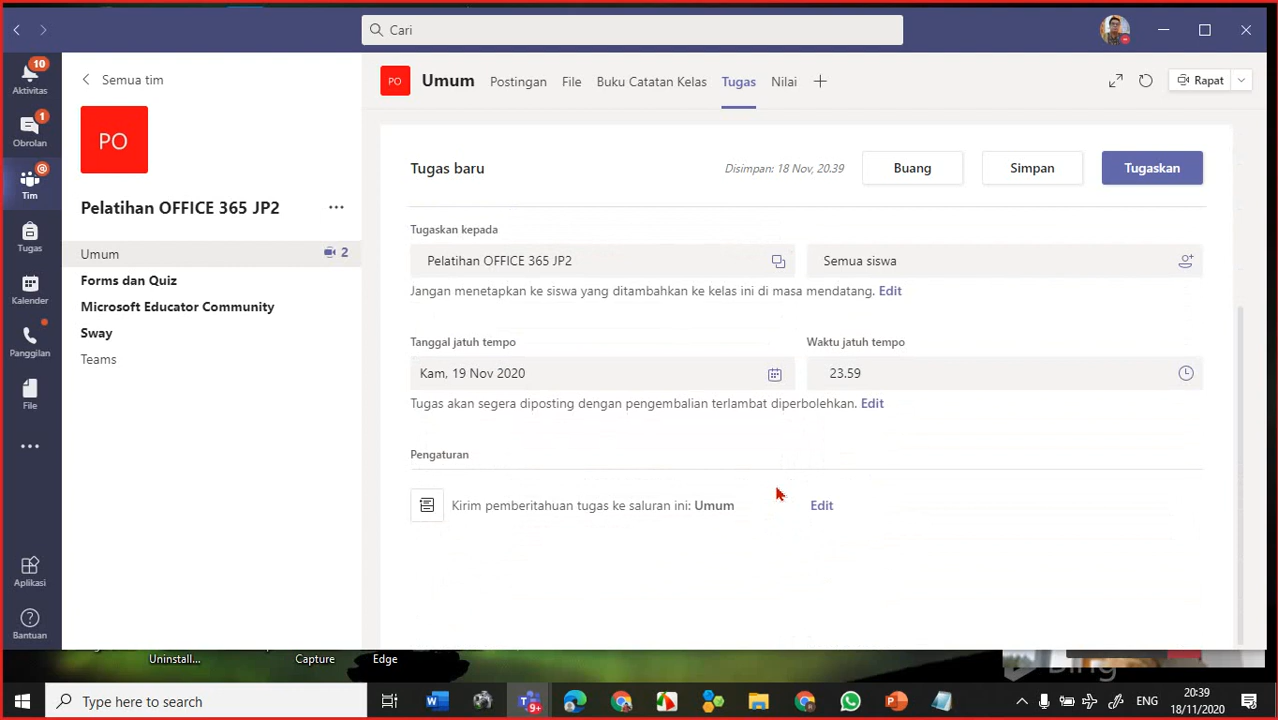 Cari
10
Aktivitas
1
Obrolan
@
Tim
Tugas
Kalender
Panggilan
File
Aplikasi
Bantuan
Semua tim
PO
Pelatihan OFFICE 365 JP2
Umum
2
Forms dan Quiz
Microsoft Educator Community
Sway
Teams
PO Umum Postingan File Buku Catatan Kelas Tugas Nilai
Rapat
Tugas baru
Disimpan: 18 Nov, 20.39
Buang
Simpan
Tugaskan
Tugaskan kepada
Pelatihan OFFICE 365 JP2
Semua siswa
Jangan menetapkan ke siswa yang ditambahkan ke kelas ini di masa mendatang. Edit
Tanggal jatuh tempo
Waktu jatuh tempo
Kam, 19 Nov 2020
23.59
Tugas akan segera diposting dengan pengembalian terlambat diperbolehkan. Edit
Pengaturan
Kirim pemberitahuan tugas ke saluran ini: Umum
Edit
Uninstall...
Capture
Edge
Type here to search
9+
ENG
20:39
18/11/2020